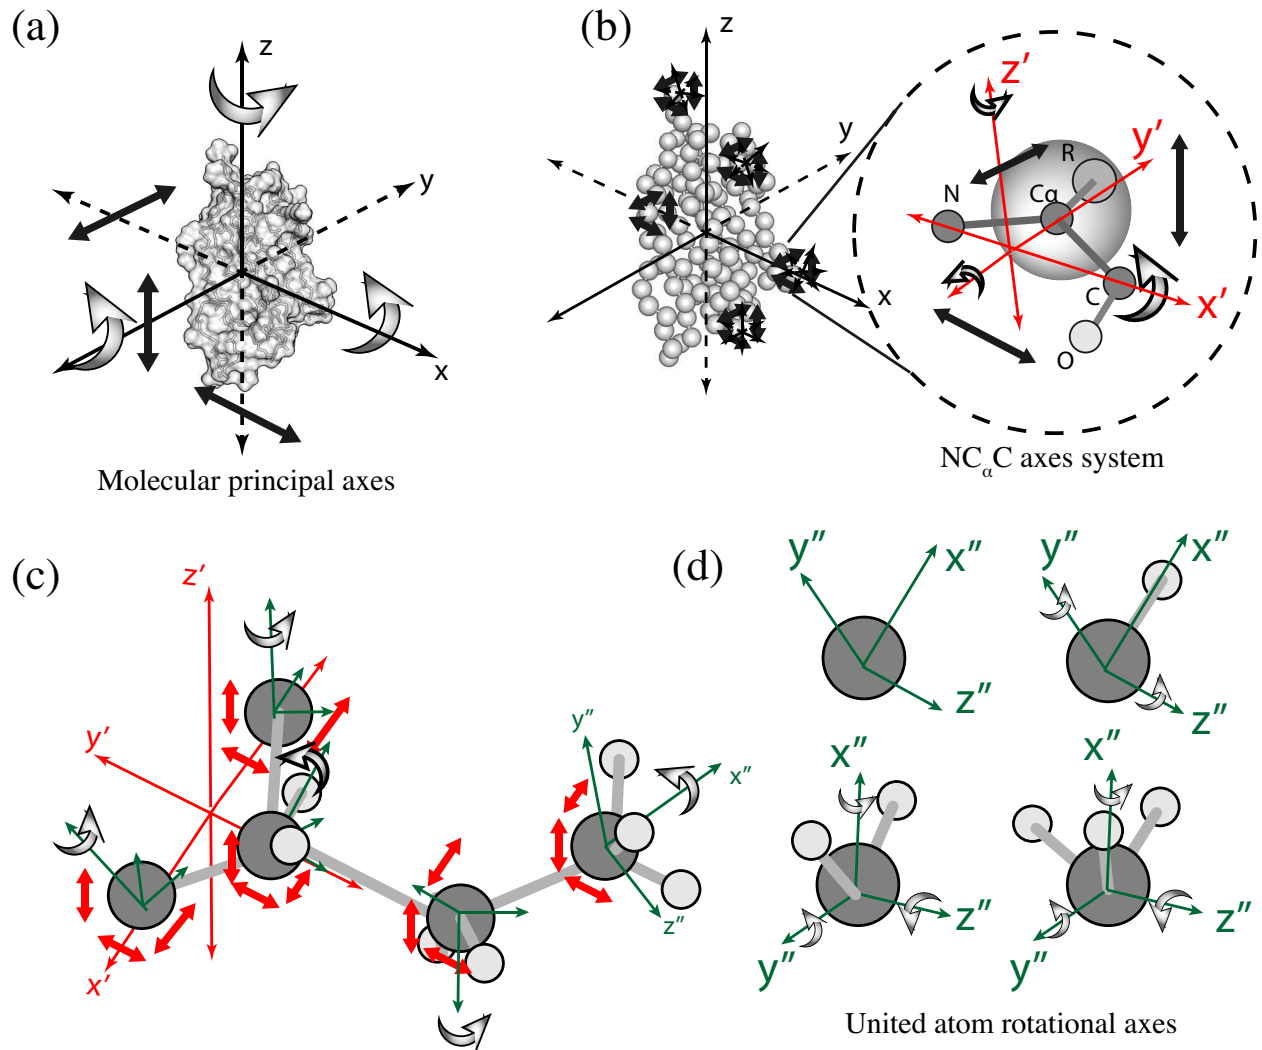 (a)
z
y
x
Molecular principal axes
(b)
z
y
x
z′
y′
x′
R
N
Cα
C
O
NCαC axes system
(c)
z′
y′
x′
y″
x″
z″
(d)
y″
x″
z″
y″
x″
z″
x″
z″
y″
x″
z″
y″
United atom rotational axes